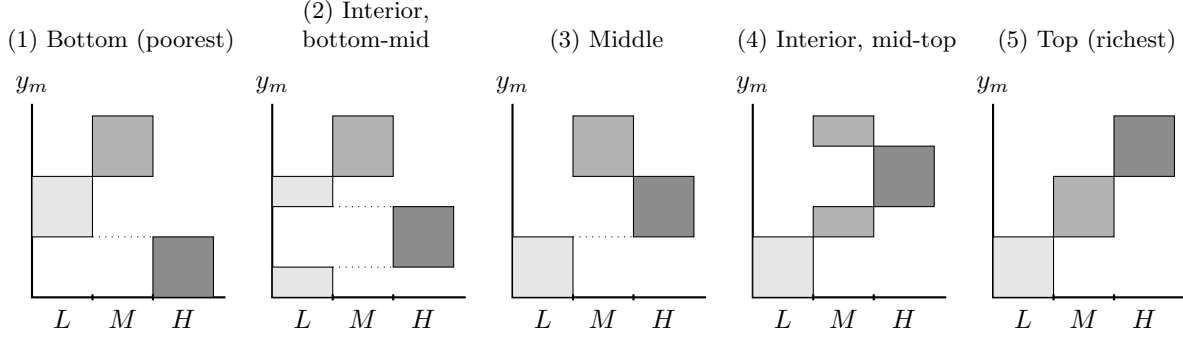 (1) Bottom (poorest)
(2) Interior,
bottom-mid
(3) Middle
(4) Interior, mid-top
(5) Top (richest)
y_m
y_m
y_m
y_m
y_m
L M H
L M H
L M H
L M H
L M H